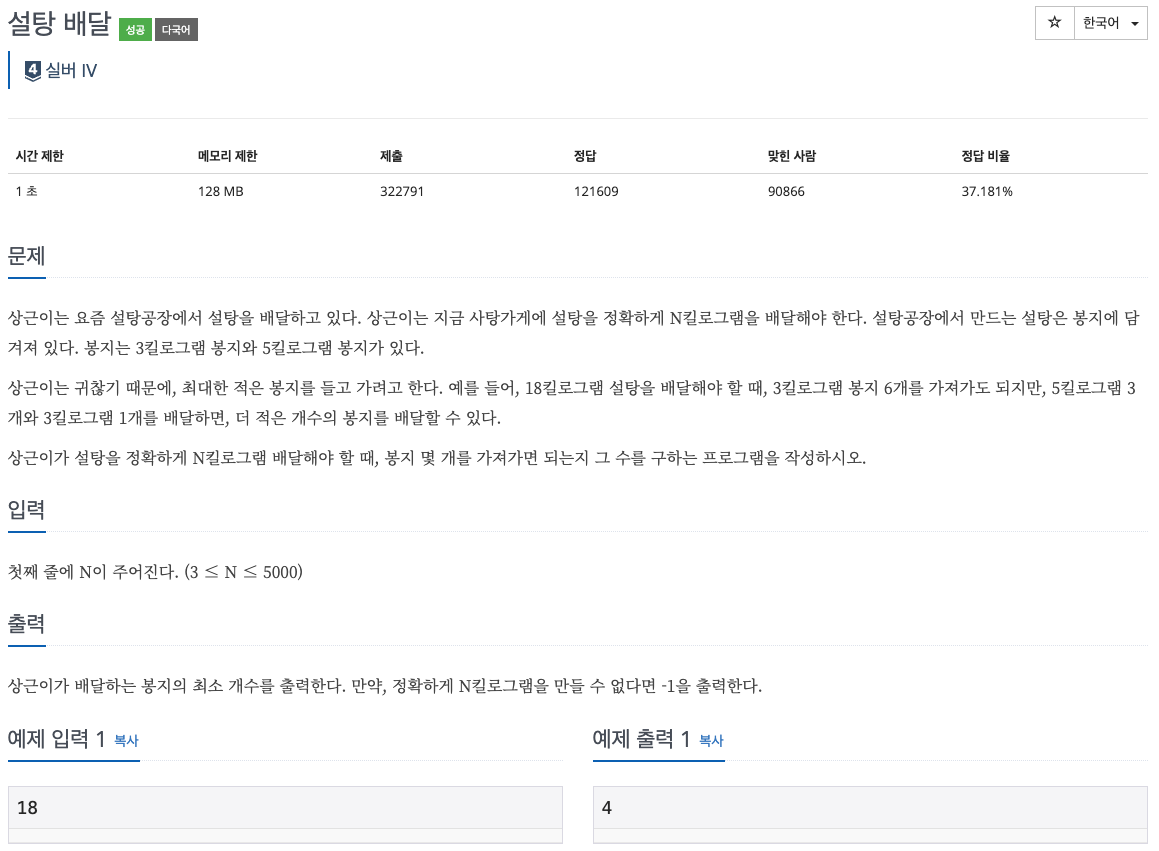 설탕 배달 성공 다국어
☆ 한국어
4 실버 IV
시간 제한 메모리 제한 제출 정답 맞힌 사람 정답 비율
1 초 128 MB 322791 121609 90866 37.181%
문제
상근이는 요즘 설탕공장에서 설탕을 배달하고 있다. 상근이는 지금 사탕가게에 설탕을 정확하게 N킬로그램을 배달해야 한다. 설탕공장에서 만드는 설탕은 봉지에 담
겨져 있다. 봉지는 3킬로그램 봉지와 5킬로그램 봉지가 있다.
상근이는 귀찮기 때문에, 최대한 적은 봉지를 들고 가려고 한다. 예를 들어, 18킬로그램 설탕을 배달해야 할 때, 3킬로그램 봉지 6개를 가져가도 되지만, 5킬로그램 3
개와 3킬로그램 1개를 배달하면, 더 적은 개수의 봉지를 배달할 수 있다.
상근이가 설탕을 정확하게 N킬로그램 배달해야 할 때, 봉지 몇 개를 가져가면 되는지 그 수를 구하는 프로그램을 작성하시오.
입력
첫째 줄에 N이 주어진다. (3 ≤ N ≤ 5000)
출력
상근이가 배달하는 봉지의 최소 개수를 출력한다. 만약, 정확하게 N킬로그램을 만들 수 없다면 -1을 출력한다.
예제 입력 1 복사
18
예제 출력 1 복사
4